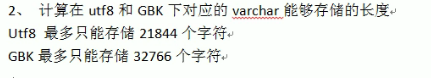 2、 计算在 utf8 和 GBK 下对应的 varchar 能够存储的长度
Utf8 最多只能存储 21844 个字符
GBK 最多只能存储 32766 个字符